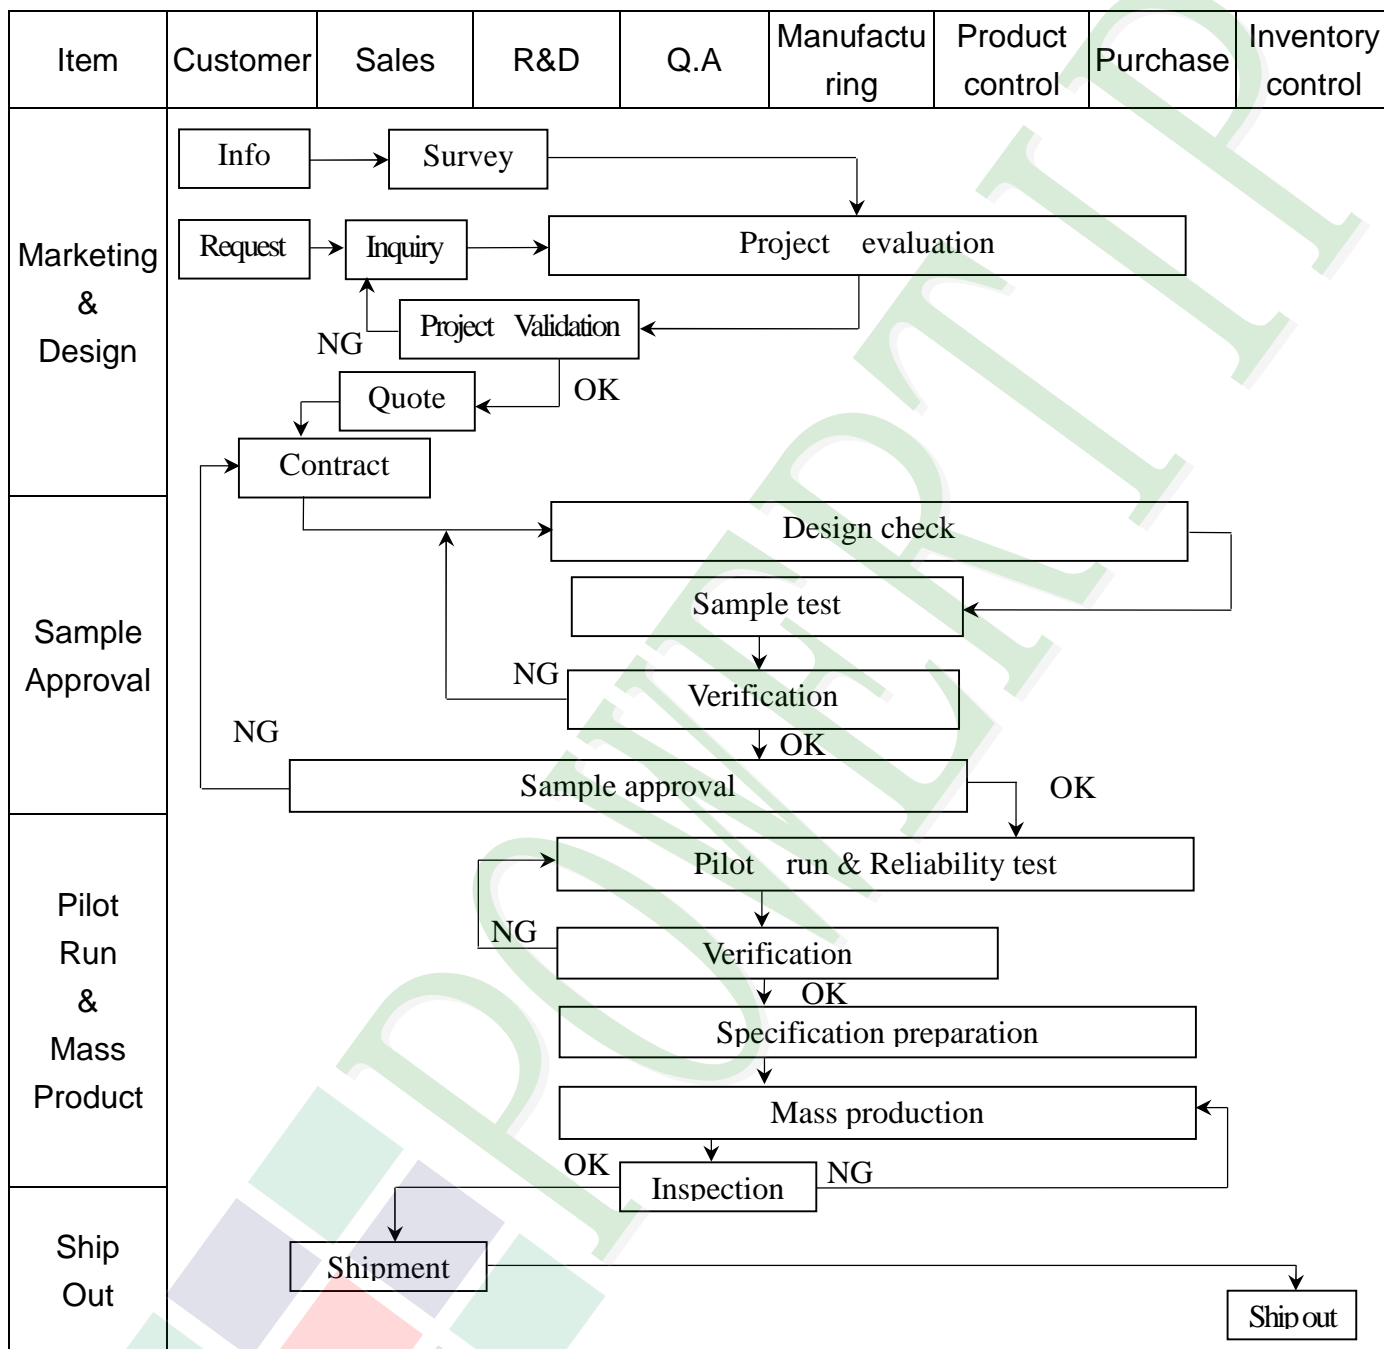 Item
Customer
Sales
R&D
Q.A
Manufactu
ring
Product
control
Purchase
Inventory
control
Marketing
&
Design
Info
Survey
Request
Inquiry
Project evaluation
Project Validation
NG
OK
Quote
Contract
Sample
Approval
Design check
Sample test
NG
Verification
NG
OK
Sample approval
OK
Pilot
Run
&
Mass
Product
Pilot run & Reliability test
NG
Verification
OK
Specification preparation
Mass production
OK
Inspection
NG
Ship
Out
Shipment
Ship out
POWERTIP